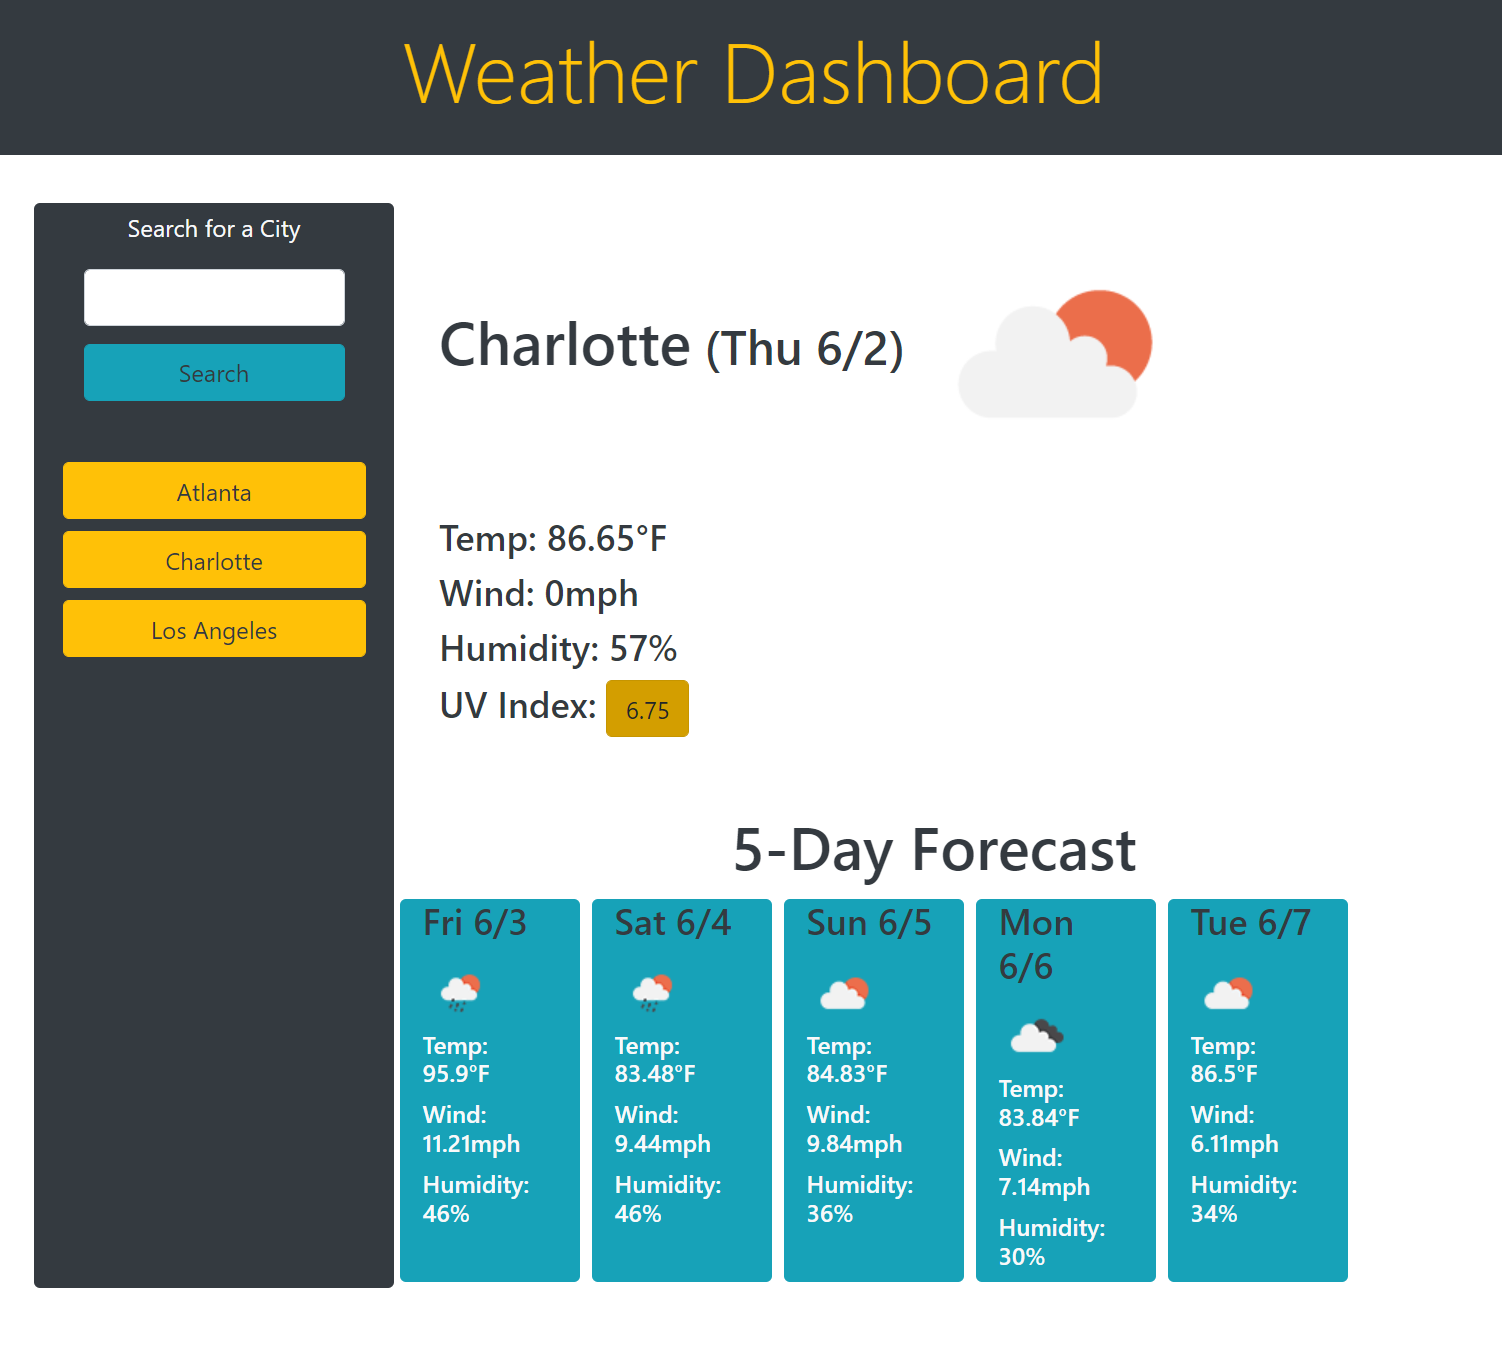 Weather Dashboard
Search for a City
Search
Atlanta
Charlotte
Los Angeles
Charlotte (Thu 6/2)
Temp: 86.65°F
Wind: 0mph
Humidity: 57%
UV Index: 6.75
5-Day Forecast
Fri 6/3
Temp:
95.9°F
Wind:
11.21mph
Humidity:
46%
Sat 6/4
Temp:
83.48°F
Wind:
9.44mph
Humidity:
46%
Sun 6/5
Temp:
84.83°F
Wind:
9.84mph
Humidity:
36%
Mon
6/6
Temp:
83.84°F
Wind:
7.14mph
Humidity:
30%
Tue 6/7
Temp:
86.5°F
Wind:
6.11mph
Humidity:
34%